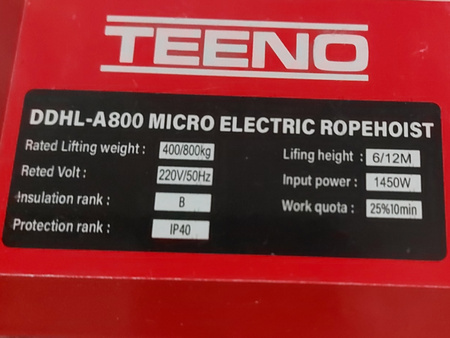 TEENO
DDHL-A800 MICRO ELECTRIC ROPEHOIST
Rated Lifting weight : 400/800kg
Lifing height : 6/12M
Reted Volt : 220V/50Hz
Input power : 1450W
Insulation rank : B
Work quota : 25%10min
Protection rank : IP40